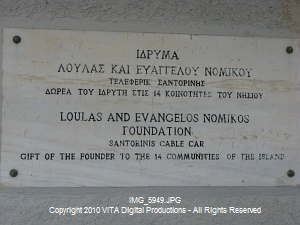 ΙΔΡΥΜΑ
ΛΟΥΛΑΣ ΚΑΙ ΕΥΑΓΓΕΛΟΥ ΝΟΜΙΚΟΥ
ΤΕΛΕΦΕΡΙΚ ΣΑΝΤΟΡΙΝΗΣ
ΔΩΡΕΑ ΤΟΥ ΙΔΡΥΤΗ ΣΤΙΣ 14 ΚΟΙΝΟΤΗΤΕΣ ΤΟΥ ΝΗΣΙΟΥ
LOULAS AND EVANGELOS NOMIKOS
FOUNDATION
SANTORINIS CABLE CAR
GIFT OF THE FOUNDER TO THE 14 COMMUNITIES OF THE ISLAND
IMG_5949.JPG
Copyright 2010 VITA Digital Productions - All Rights Reserved